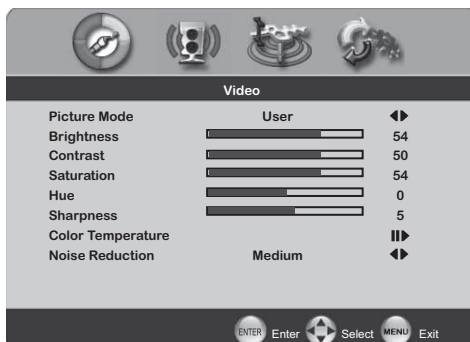 Video
Picture Mode User
Brightness 54
Contrast 50
Saturation 54
Hue 0
Sharpness 5
Color Temperature
Noise Reduction Medium
ENTER Enter Select MENU Exit